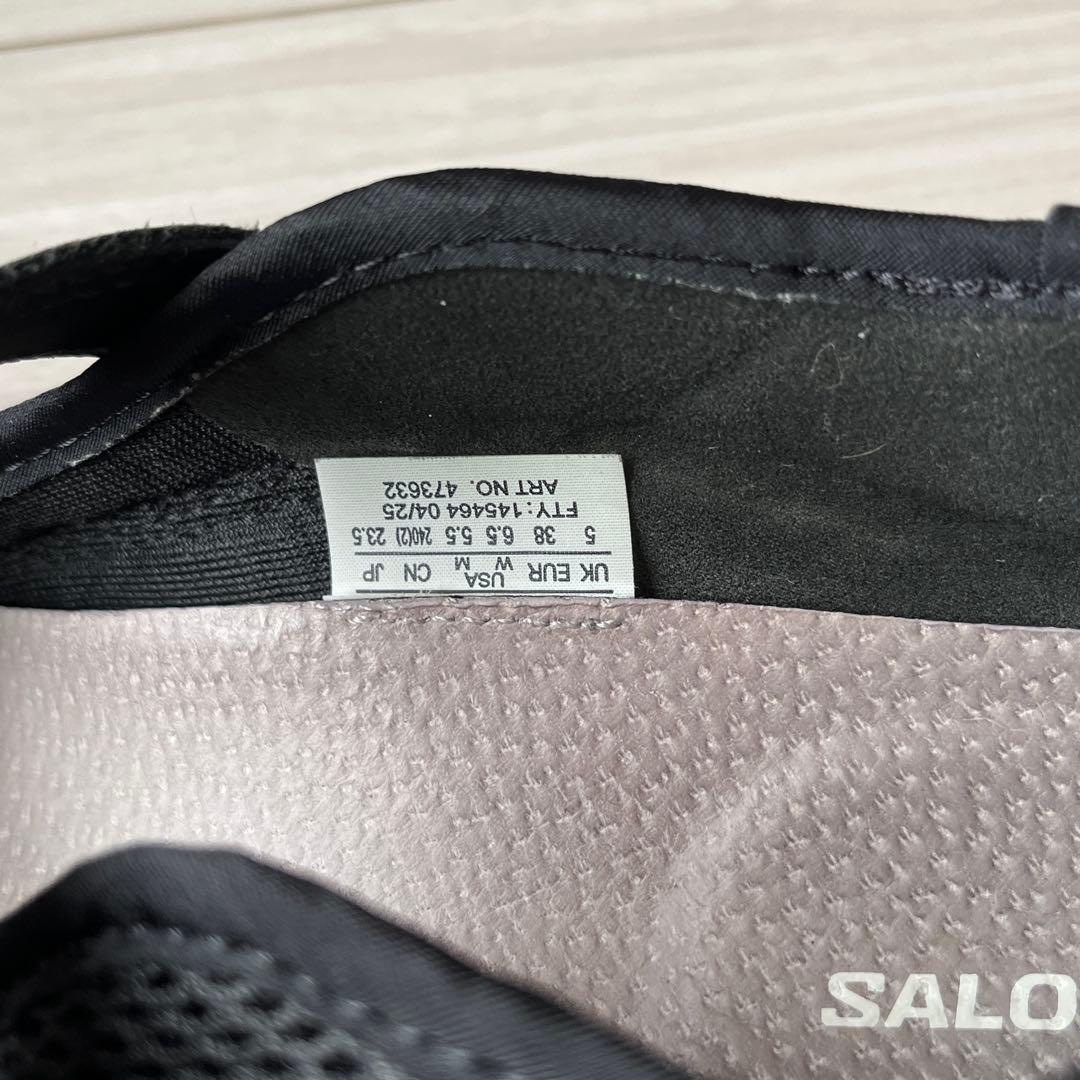 UK EUR USA CN JP
W M
5 38 6.5 5.5 240(2) 23.5
FTY: 145464 04/25
ART NO. 473632
SALO